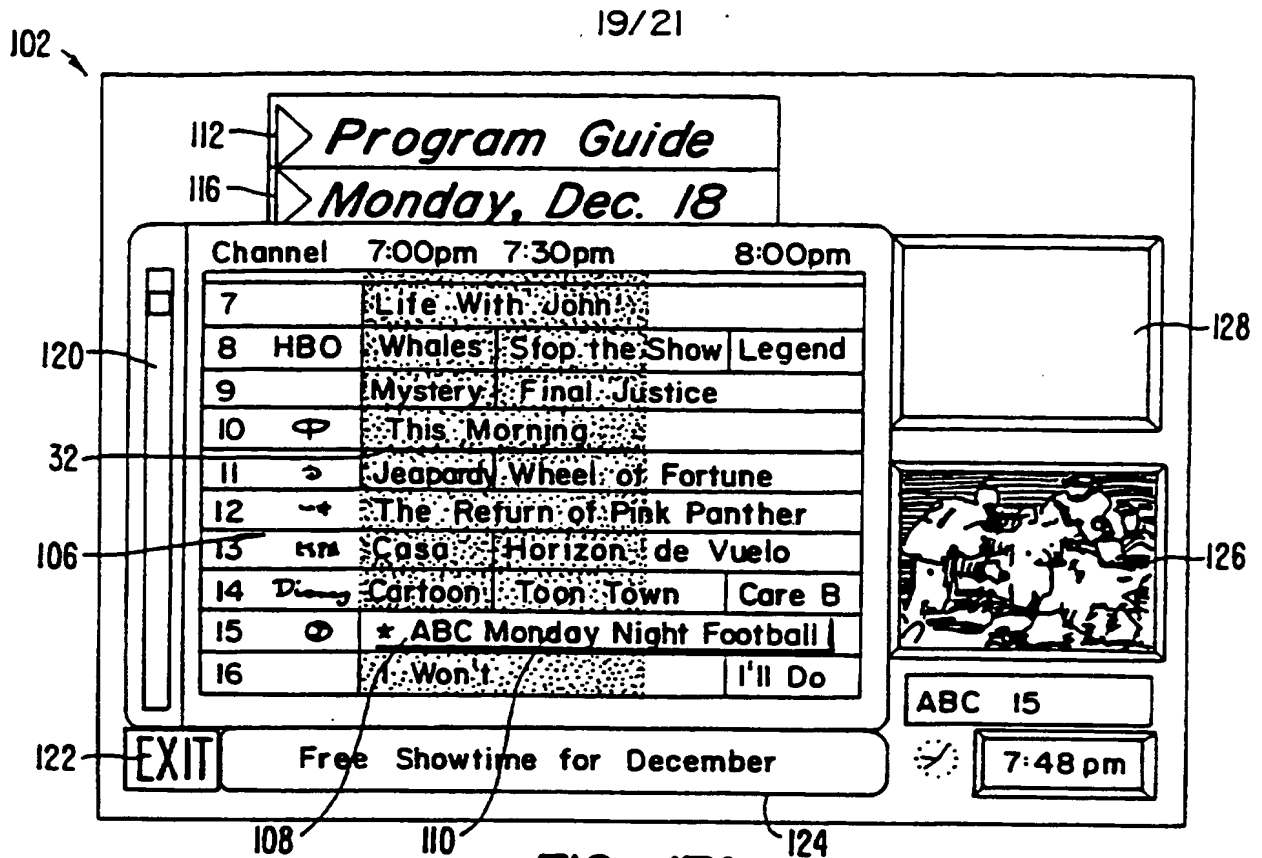 19/21
102
112 Program Guide
116 Monday, Dec. 18
Channel 7:00pm 7:30pm 8:00pm
7 Life With John
8 HBO Whales Stop the Show Legend
9 Mystery Final Justice
10 This Morning
11 Jeapardy Wheel of Fortune
12 The Return of Pink Panther
13 Casa Horizon de Vuelo
14 Disney Cartoon Toon Town Care B
15 * ABC Monday Night Football
16 I Won't I'll Do
120
32
106
128
126
ABC 15
7:48 pm
122 EXIT Free Showtime for December
108 110 124